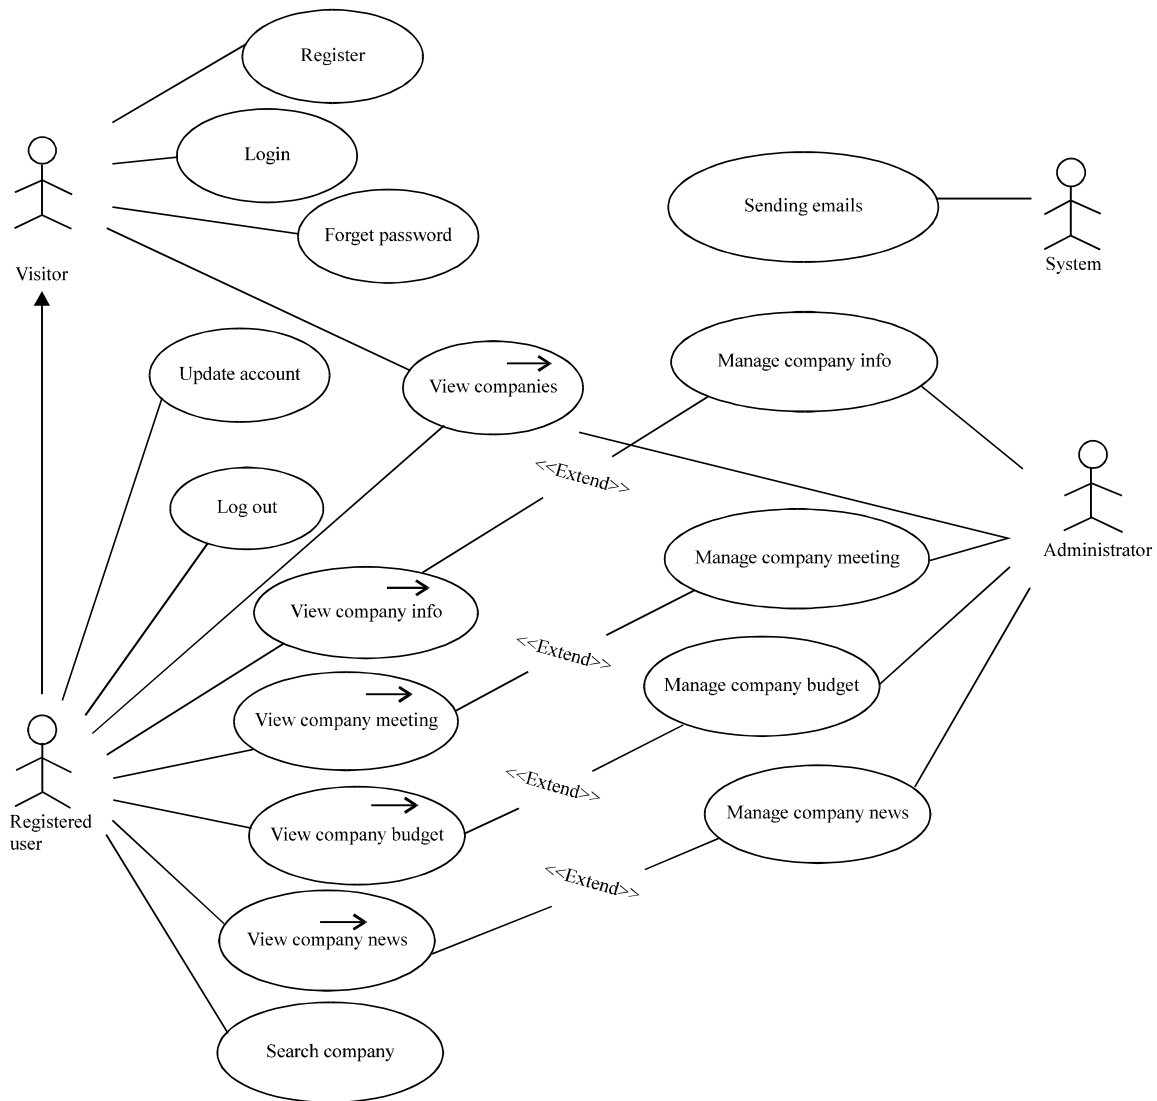 Register
Login
Forget password
Sending emails
Visitor
System
Update account
View companies
Manage company info
<<Extend>>
Log out
Administrator
Manage company meeting
View company info
<<Extend>>
Manage company budget
View company meeting
<<Extend>>
Registered
user
View company budget
Manage company news
<<Extend>>
View company news
Search company